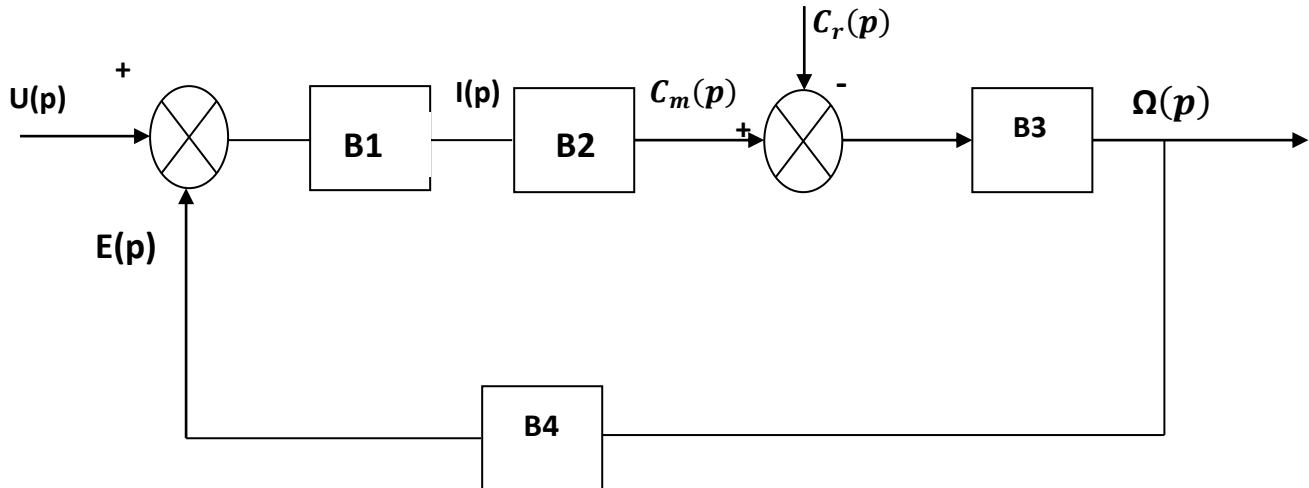 C_r(p)
+
U(p)
I(p)
C_m(p)
-
Ω(p)
B1
B2
+
B3
E(p)
B4